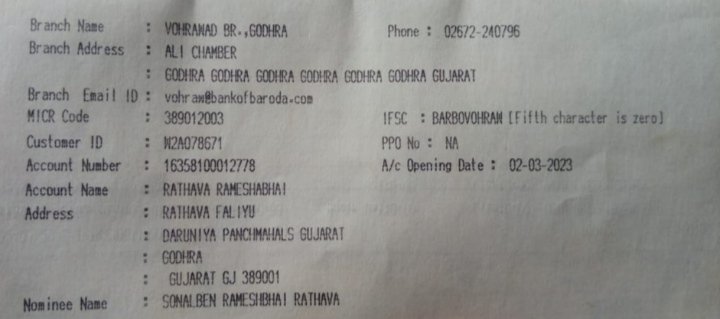 Branch Name : VOHRAWAD BR.,GODHRA Phone : 02672-240796
Branch Address : ALI CHAMBER
: GODHRA GODHRA GODHRA GODHRA GODHRA GODHRA GUJARAT
Branch Email ID : vohraw@bankofbaroda.com
MICR Code : 389012003 IFSC : BARB0VOHRAW [Fifth character is zero]
Customer ID : W2A078671 PPO No : NA
Account Number : 16358100012778 A/c Opening Date : 02-03-2023
Account Name : RATHAVA RAMESHABHAI
Address : RATHAVA FALIYU
: DARUNIYA PANCHMAHALS GUJARAT
: GODHRA
: GUJARAT GJ 389001
Nominee Name : SONALBEN RAMESHBHAI RATHAVA